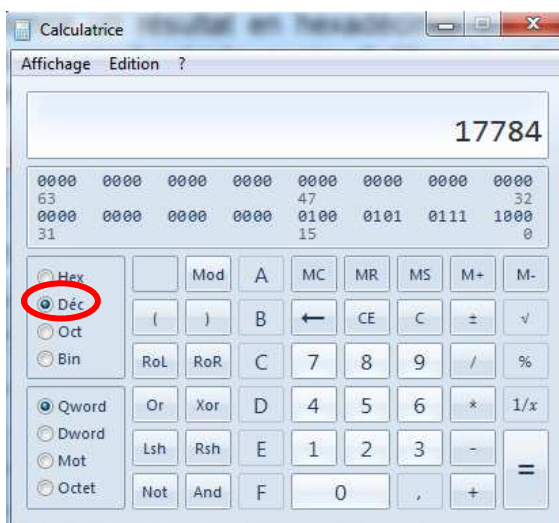 résultat en hexadéci
Calculatrice
Affichage Edition ?
17784
0000 0000 0000 0000 0000 0000 0000 0000
63 47 32
0000 0000 0000 0000 0100 0101 0111 1000
31 15 0
Hex Mod A MC MR MS M+ M-
Déc ( ) B ← CE C ± √
Oct
Bin RoL RoR C 7 8 9 / %
Qword Or Xor D 4 5 6 * 1/x
Dword Lsh Rsh E 1 2 3 - =
Mot
Octet Not And F 0 , +